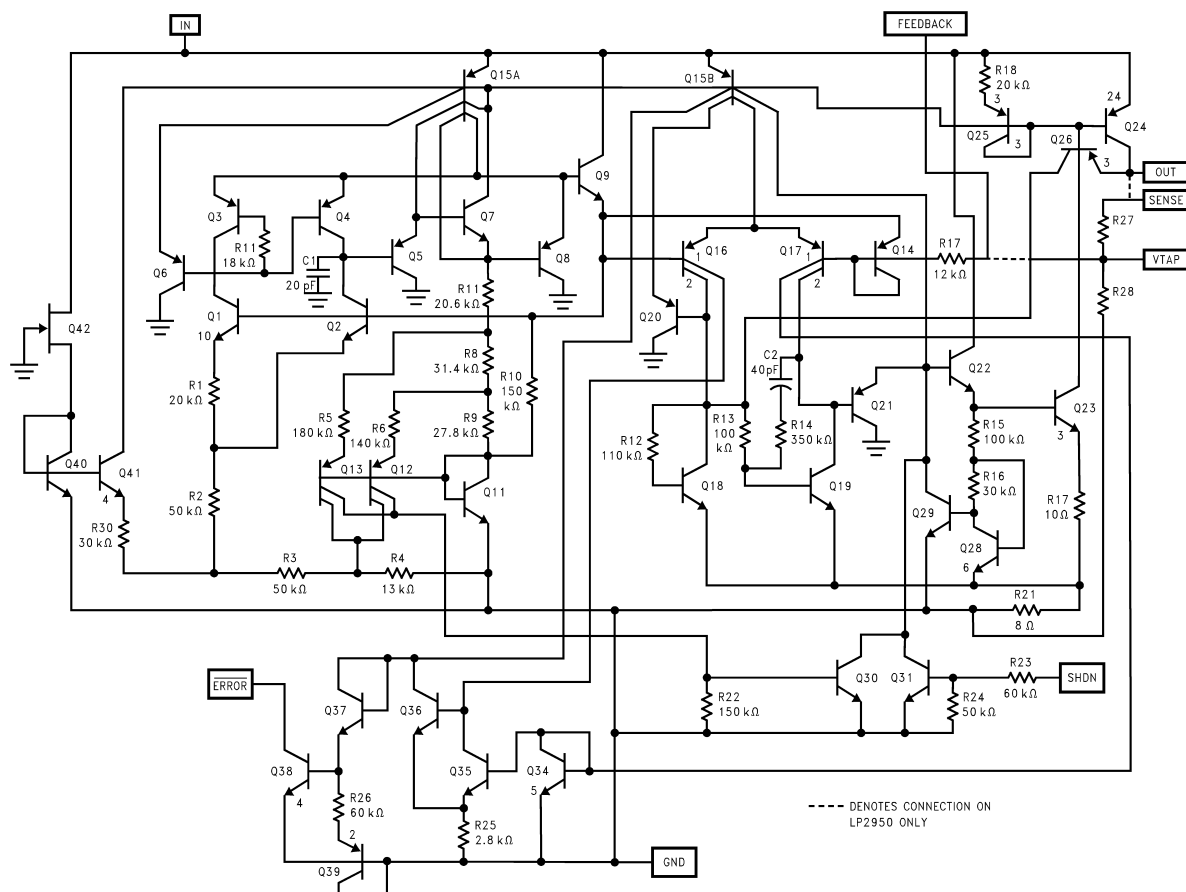 IN
FEEDBACK
Q15A
Q15B
R18
20 kΩ
3
24
Q25
3
Q26
3
Q24
OUT
SENSE
Q3
R11
18 kΩ
Q4
Q9
Q7
Q5
Q8
C1
20 pF
Q6
Q16
1
2
Q17
1
2
Q14
R17
12 kΩ
R27
VTAP
R28
Q42
Q1
10
Q2
R11
20.6 kΩ
Q20
R8
31.4 kΩ
R10
150
kΩ
C2
40pF
Q22
R1
20 kΩ
R5
180 kΩ
R6
140 kΩ
R9
27.8 kΩ
Q21
Q23
3
R12
110 kΩ
R13
100
kΩ
R14
350 kΩ
R15
100 kΩ
Q40
Q41
4
Q13
Q12
Q11
Q18
Q19
R16
30 kΩ
R2
50 kΩ
R30
30 kΩ
Q29
Q28
6
R17
10Ω
R3
50 kΩ
R4
13 kΩ
R21
8 Ω
ERROR
Q37
Q36
R22
150 kΩ
Q30
Q31
R23
60 kΩ
SHDN
R24
50 kΩ
Q38
4
Q35
Q34
5
R26
60 kΩ
R25
2.8 kΩ
2
Q39
GND
DENOTES CONNECTION ON
LP2950 ONLY